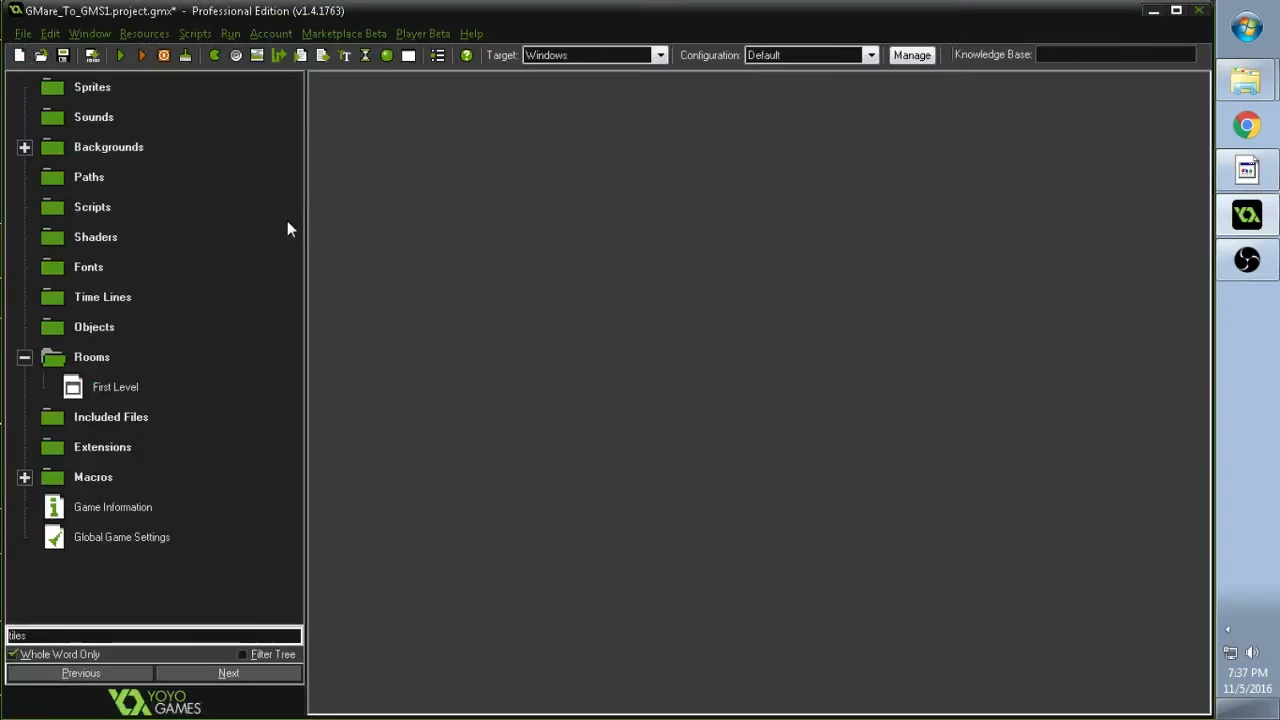 GMare_To_GMS1.project.gmx* - Professional Edition (v1.4.1763)
File Edit Window Resources Scripts Run Account Marketplace Beta Player Beta Help
Target: Windows Configuration: Default Manage Knowledge Base:
Sprites
Sounds
Backgrounds
Paths
Scripts
Shaders
Fonts
Time Lines
Objects
Rooms
First Level
Included Files
Extensions
Macros
Game Information
Global Game Settings
tiles
Whole Word Only Filter Tree
Previous Next
YOYO
GAMES
7:37 PM
11/5/2016